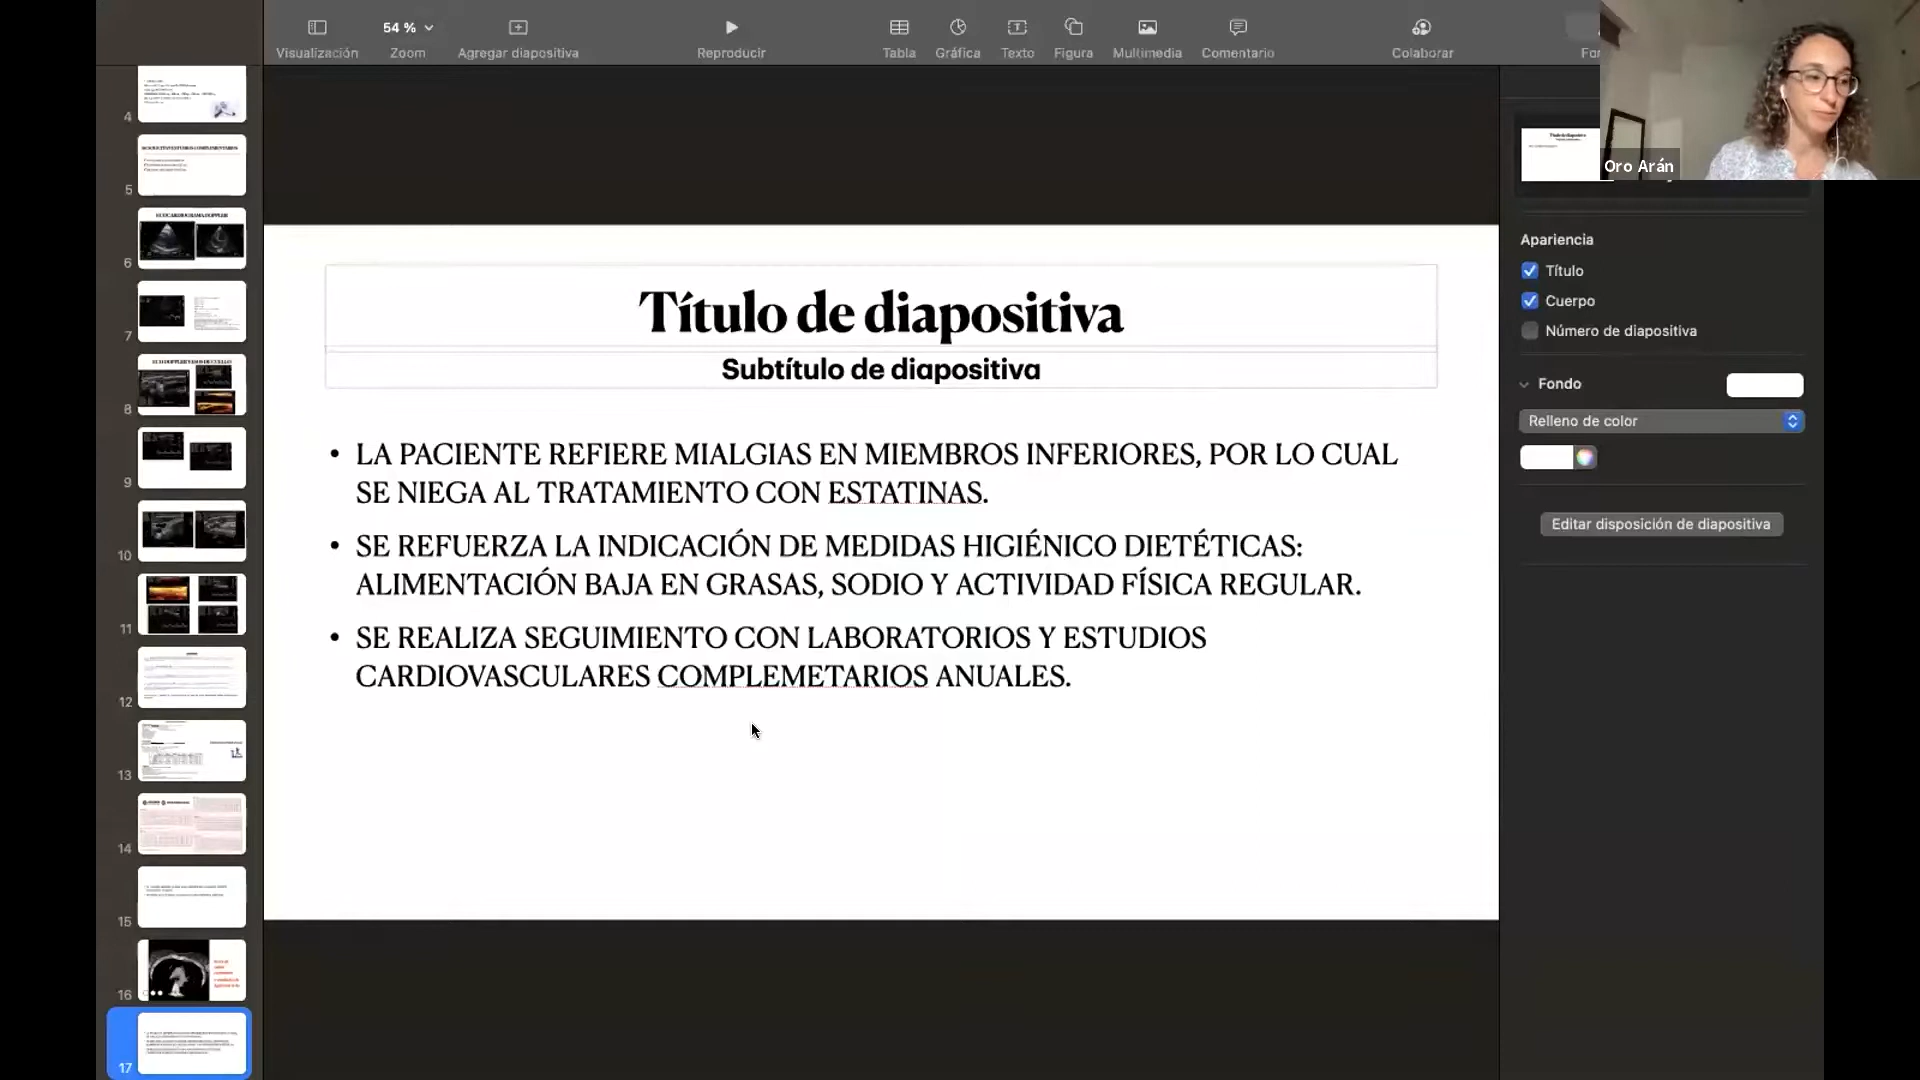 54 %
Visualización
Zoom
Agregar diapositiva
Reproducir
Tabla
Gráfica
Texto
Figura
Multimedia
Comentario
Colaborar
Oro Arán
Título de diapositiva
Subtítulo de diapositiva
• LA PACIENTE REFIERE MIALGIAS EN MIEMBROS INFERIORES, POR LO CUAL
SE NIEGA AL TRATAMIENTO CON ESTATINAS.
• SE REFUERZA LA INDICACIÓN DE MEDIDAS HIGIÉNICO DIETÉTICAS:
ALIMENTACIÓN BAJA EN GRASAS, SODIO Y ACTIVIDAD FÍSICA REGULAR.
• SE REALIZA SEGUIMIENTO CON LABORATORIOS Y ESTUDIOS
CARDIOVASCULARES COMPLEMETARIOS ANUALES.
Apariencia
Título
Cuerpo
Número de diapositiva
Fondo
Relleno de color
Editar disposición de diapositiva
4
5
ECOCARDIOGRAMA DOPPLER
6
7
8
9
10
11
12
13
14
15
16
17